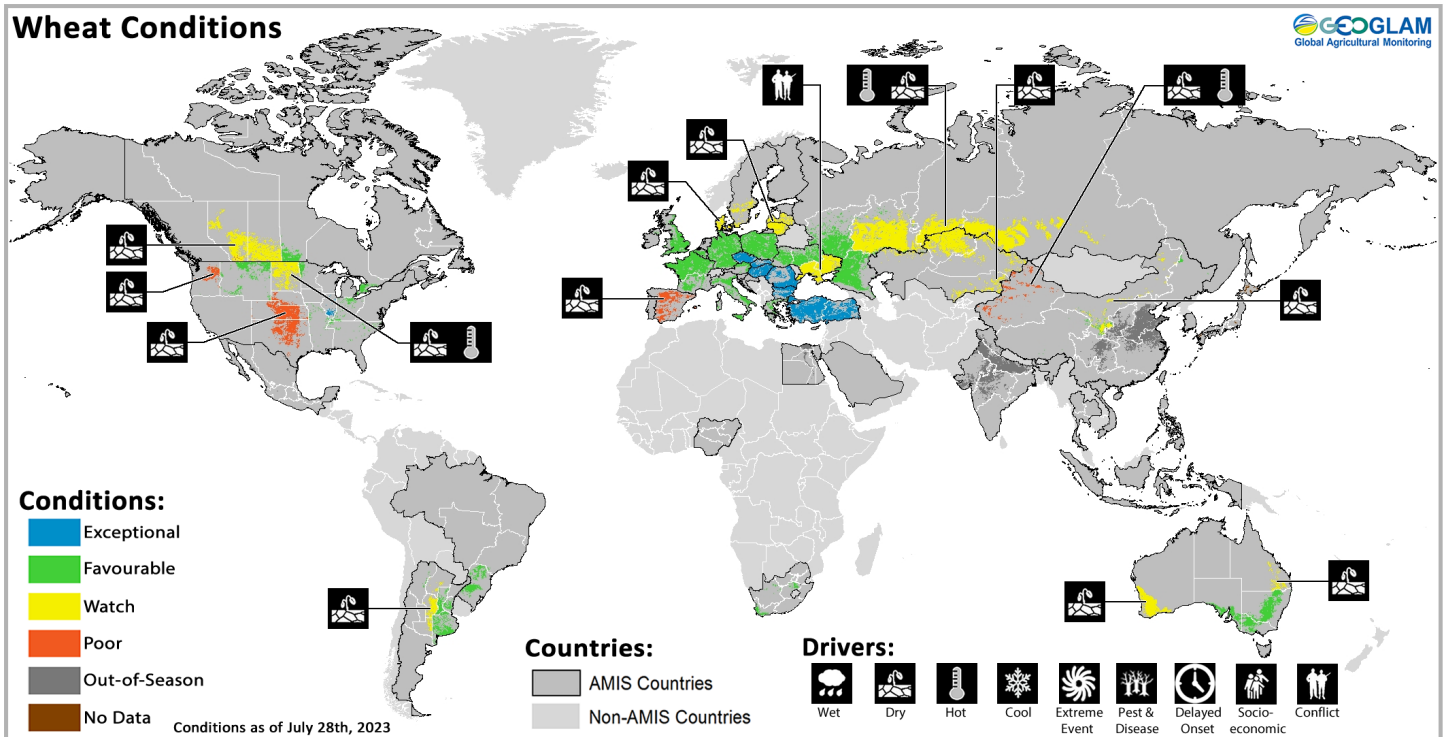 Wheat Conditions
GEOGLAM
Global Agricultural Monitoring
Conditions:
Exceptional
Favourable
Watch
Poor
Out-of-Season
No Data
Conditions as of July 28th, 2023
Countries:
AMIS Countries
Non-AMIS Countries
Drivers:
Wet
Dry
Hot
Cool
Extreme
Event
Pest &
Disease
Delayed
Onset
Socio-
economic
Conflict